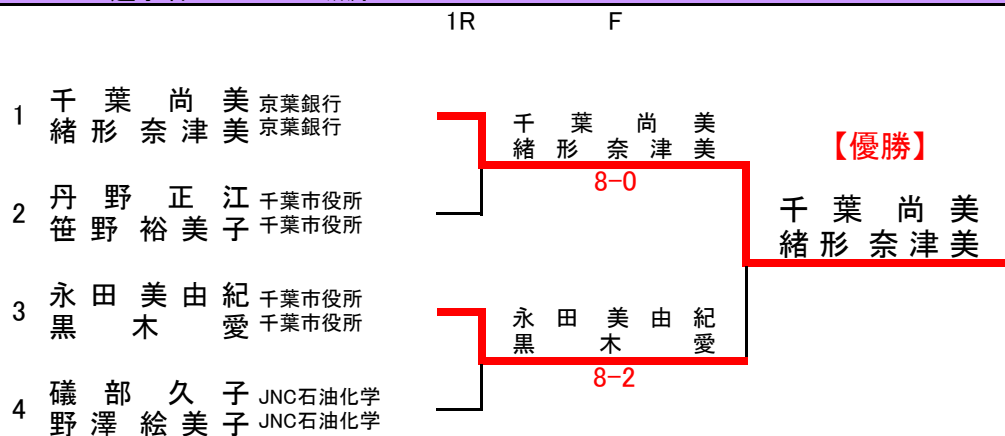 1R F
1 千葉 尚美 京葉銀行
緒形 奈津美 京葉銀行
2 丹野 正江 千葉市役所
笹野 裕美子 千葉市役所
3 永田 美由紀 千葉市役所
黒木 愛 千葉市役所
4 礒部 久子 JNC石油化学
野澤 絵美子 JNC石油化学
千葉 尚美
緒形 奈津美
8-0
永田 美由紀
黒木 愛
8-2
【優勝】
千葉 尚美
緒形 奈津美